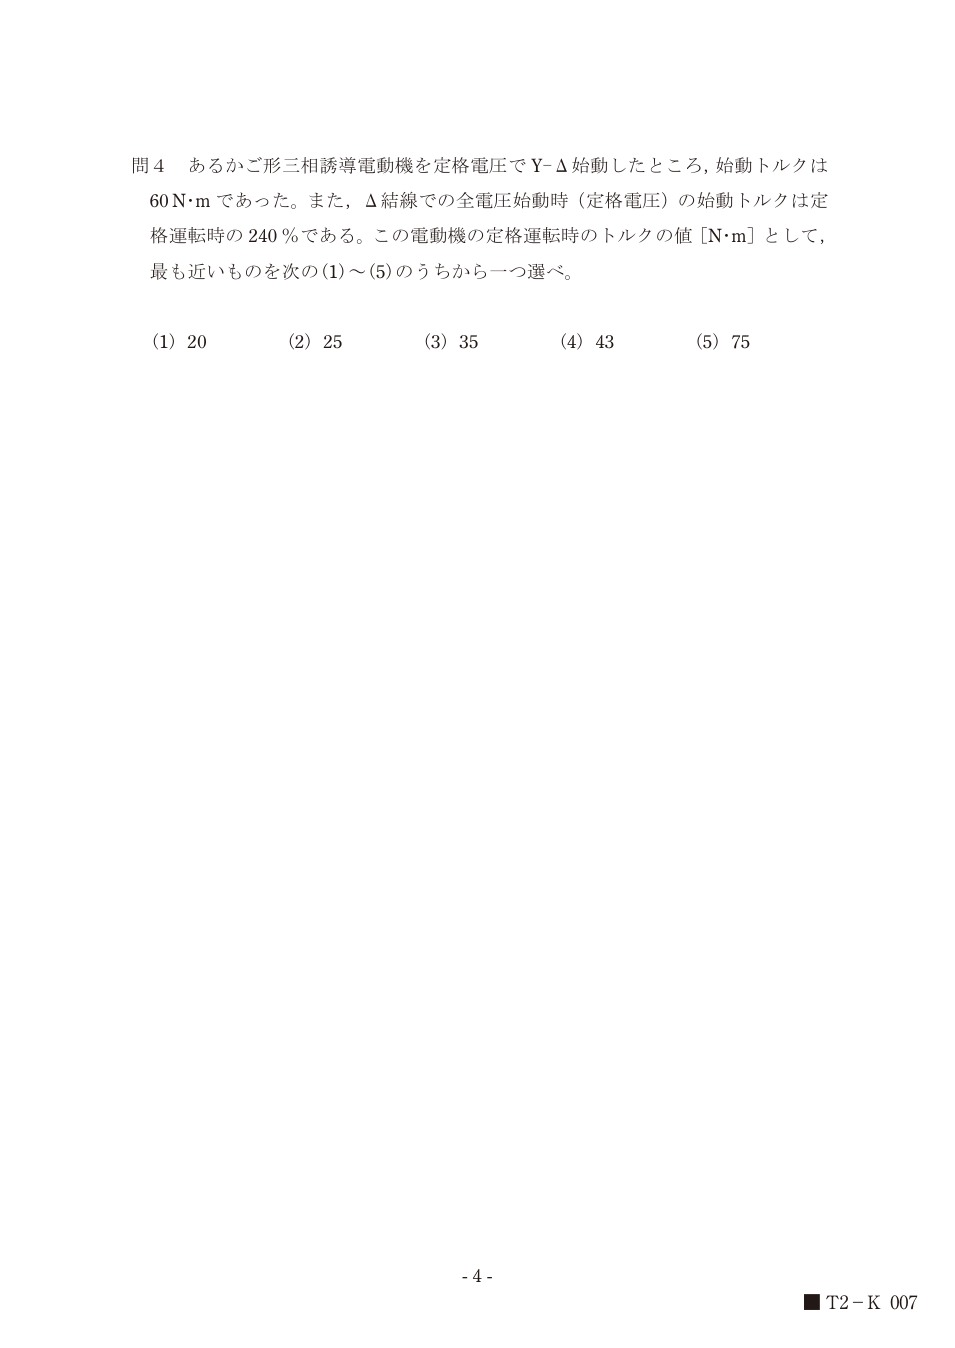 問4　あるかご形三相誘導電動機を定格電圧でY-Δ始動したところ，始動トルクは
60 N･m であった。また，Δ結線での全電圧始動時（定格電圧）の始動トルクは定
格運転時の 240 %である。この電動機の定格運転時のトルクの値［N･m］として，
最も近いものを次の(1)～(5)のうちから一つ選べ。
(1) 20　(2) 25　(3) 35　(4) 43　(5) 75
- 4 -
■ T2－K 007